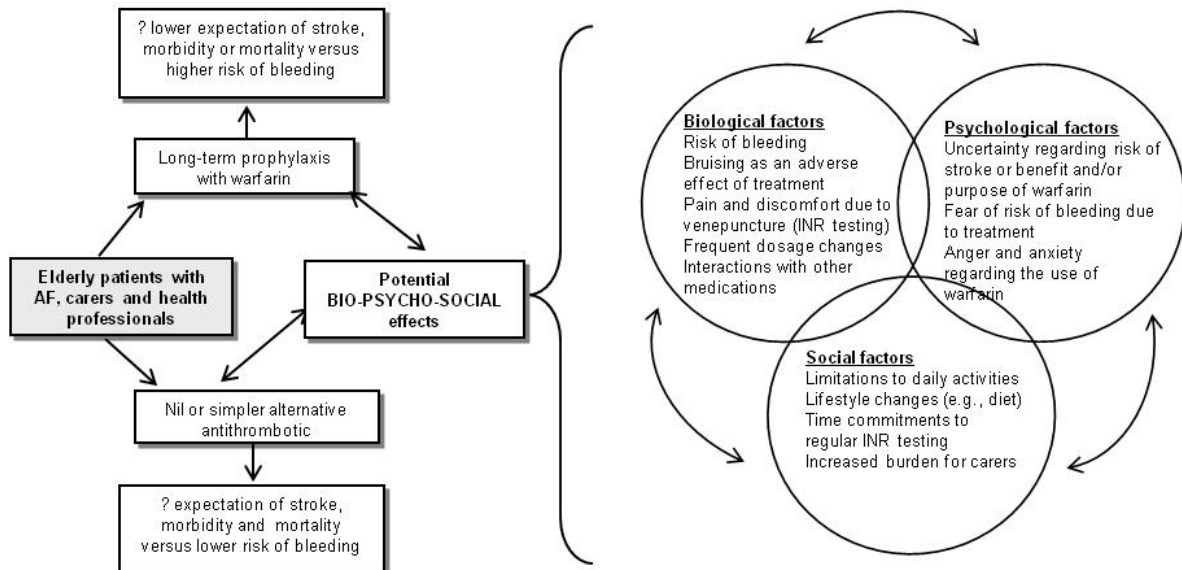 ? lower expectation of stroke,
morbidity or mortality versus
higher risk of bleeding
Long-term prophylaxis
with warfarin
Elderly patients with
AF, carers and health
professionals
Potential
BIO-PSYCHO-SOCIAL
effects
Nil or simpler alternative
antithrombotic
? expectation of stroke,
morbidity and mortality
versus lower risk of bleeding
Biological factors
Risk of bleeding
Bruising as an adverse
effect of treatment
Pain and discomfort due to
venepuncture (INR testing)
Frequent dosage changes
Interactions with other
medications
Psychological factors
Uncertainty regarding risk of
stroke or benefit and/or
purpose of warfarin
Fear of risk of bleeding due
to treatment
Anger and anxiety
regarding the use of
warfarin
Social factors
Limitations to daily activities
Lifestyle changes (e.g., diet)
Time commitments to
regular INR testing
Increased burden for carers